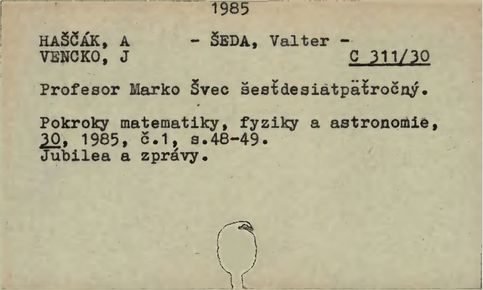 1985
HAŠČÁK, A - ŠEDA, Valter -
VENCKO, J C 311/30
Profesor Marko Švec šesťdesiatpäťročný.
Pokroky matematiky, fyziky a astronomie,
30, 1985, č.1, s.48-49.
Jubilea a zprávy.